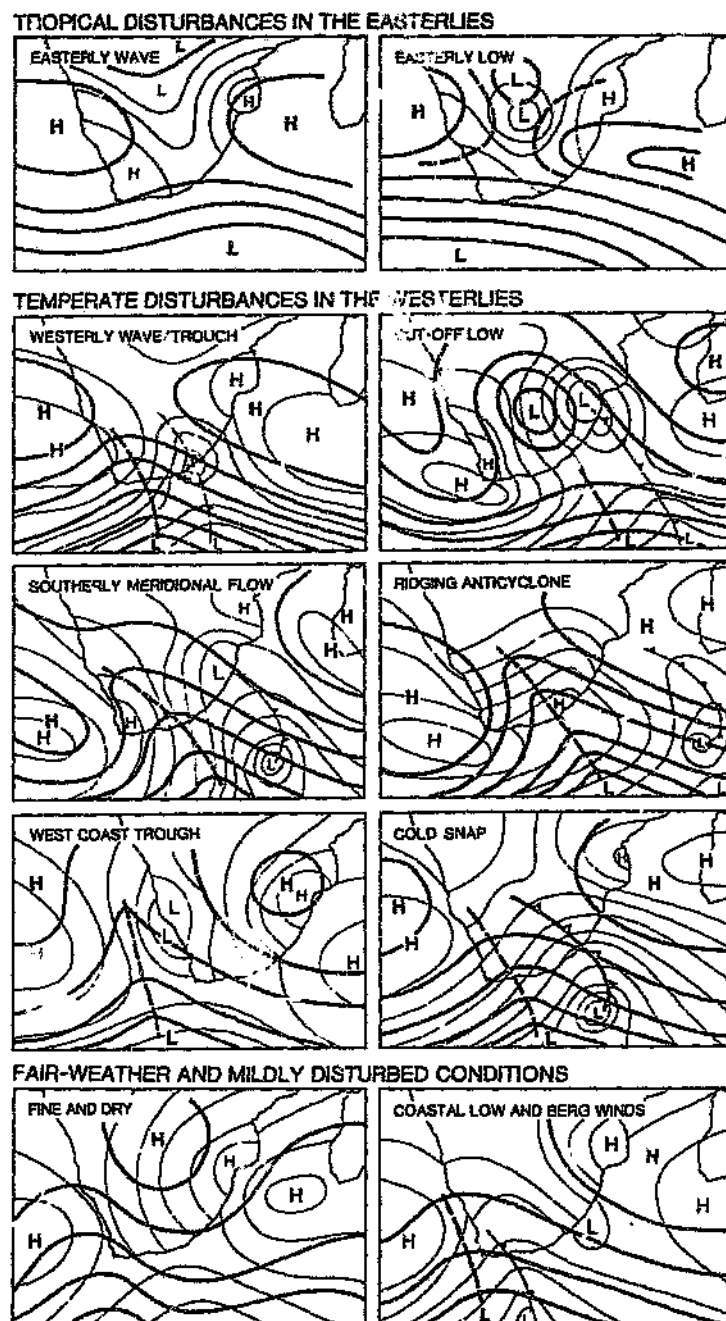 TROPICAL DISTURBANCES IN THE EASTERLIES
EASTERLY WAVE
L
L
H
H
H
H
L
EASTERLY LOW
L
L
H
H
H
L
TEMPERATE DISTURBANCES IN THE WESTERLIES
WESTERLY WAVE/TROUCH
H
H
H
H
H
L
L
CUT-OFF LOW
H
H
L
L
H
H
H
L
L
SOUTHERLY MERIDIONAL FLOW
H
H
H
L
H
H
H
L
RIDGING ANTICYCLONE
H
H
H
H
H
L
L
L
WEST COAST TROUGH
H
L
L
H
H
H
L
COLD SNAP
H
H
H
H
H
L
L
FAIR-WEATHER AND MILDLY DISTURBED CONDITIONS
FINE AND DRY
H
H
H
H
COASTAL LOW AND BERG WINDS
H
H
H
H
L
L
L